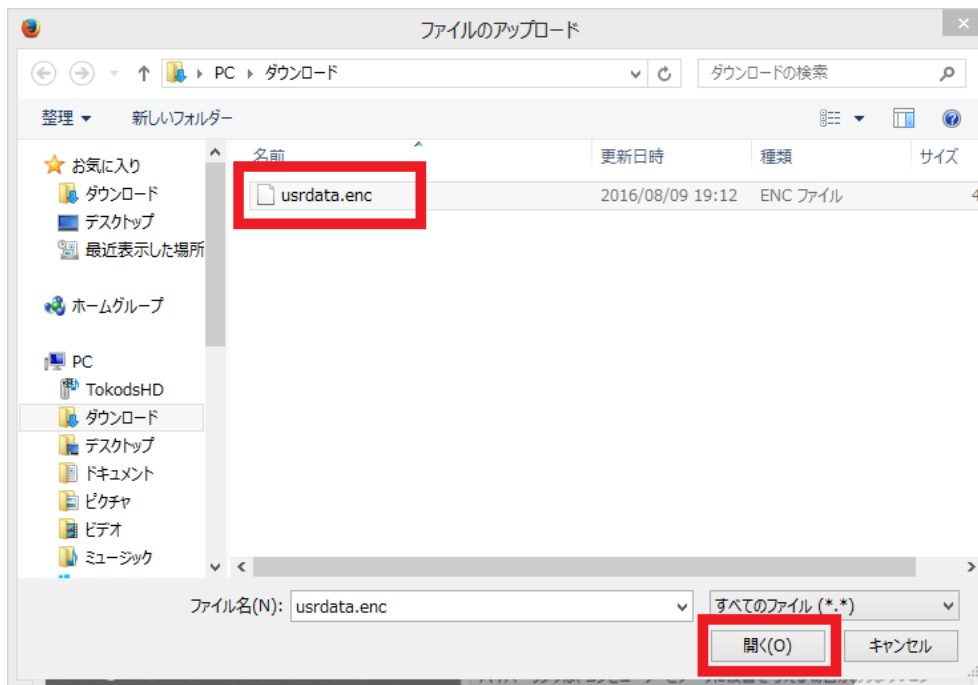 ファイルのアップロード
PC ダウンロード
ダウンロードの検索
整理 新しいフォルダー
名前 更新日時 種類 サイズ
usrdata.enc 2016/08/09 19:12 ENC ファイル 4
お気に入り
ダウンロード
デスクトップ
最近表示した場所
ホームグループ
PC
TokodsHD
ダウンロード
デスクトップ
ドキュメント
ピクチャ
ビデオ
ミュージック
ファイル名(N): usrdata.enc すべてのファイル (*.*)
開く(O) キャンセル